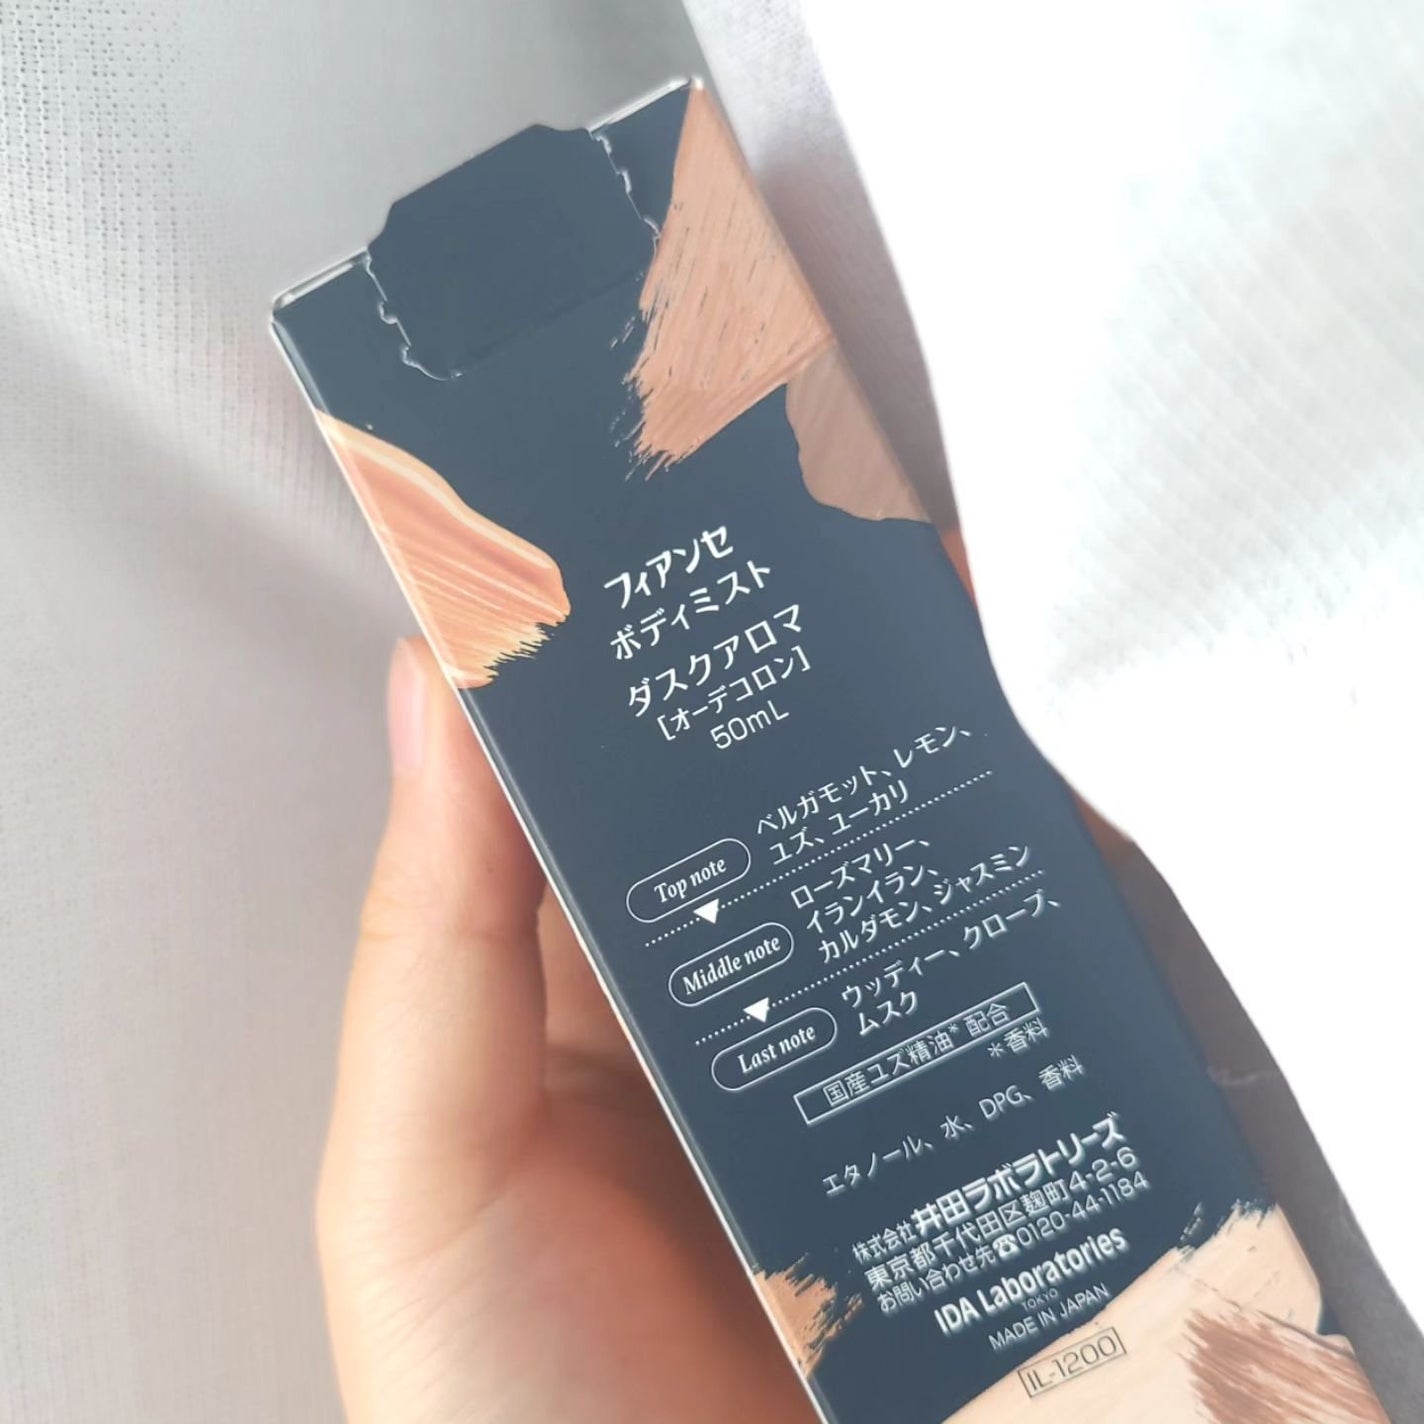 フィアンセ
ボディミスト
ダスクアロマ
[オーデコロン]
50mL
Top note
ベルガモット、レモン、
ユズ、ユーカリ
Middle note
ローズマリー、
イランイラン、
カルダモン、ジャスミン
Last note
ウッディー、クローブ、
ムスク
国産ユズ精油* 配合
*香料
エタノール、水、DPG、香料
株式会社 井田ラボラトリーズ
東京都千代田区麹町4-2-6
お問い合わせ先☎0120-44-1184
IDA Laboratories
TOKYO
MADE IN JAPAN
IL-1200